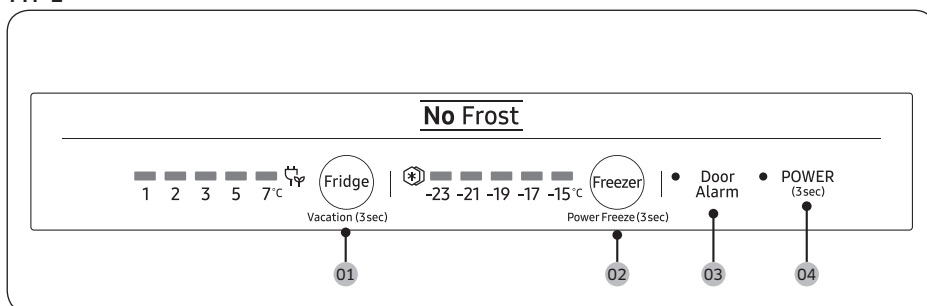 No Frost
1 2 3 5 7°C
Fridge
Vacation (3sec)
-23 -21 -19 -17 -15°C
Freezer
Power Freeze (3sec)
Door
Alarm
POWER
(3sec)
01 02 03 04